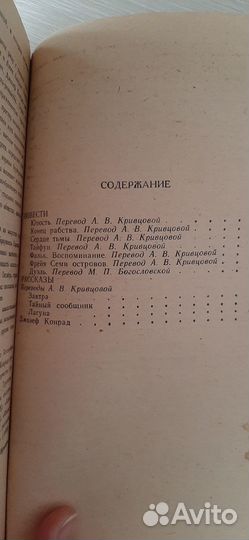 СОДЕРЖАНИЕ
ПОВЕСТИ
Юность. Перевод А. В. Кривцовой
Конец рабства. Перевод А. В. Кривцовой
Сердце тьмы Перевод А. В. Кривцовой
Тайфун. Перевод А. В. Кривцовой
Фальк. Воспоминание. Перевод А. В. Кривцовой
Фрейя Семи островов. Перевод А. В. Кривцовой
Дуэль. Перевод М. П. Богословской
РАССКАЗЫ
Переводы А. В. Кривцовой
Завтра
Тайный сообщник
Лагуна
Джозеф Конрад
Avito